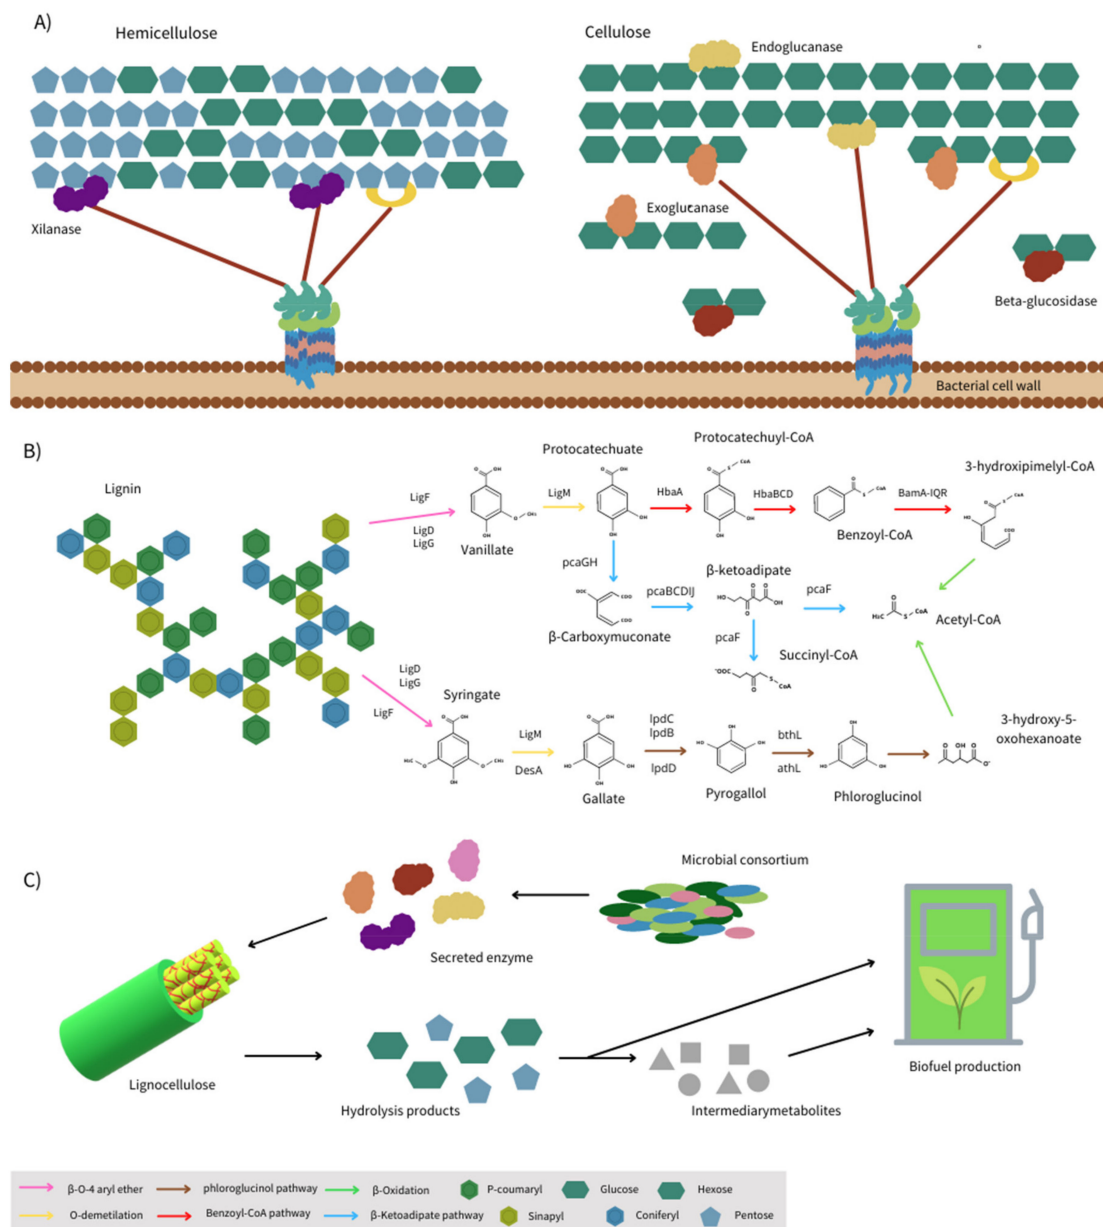 A)
Hemicellulose
Cellulose
Endoglucanase
Xilanase
Exoglucanase
Beta-glucosidase
Bacterial cell wall
B)
Lignin
LigF
LigD
LigG
Vanillate
LigM
Protocatechuate
HbaA
Protocatechuyl-CoA
HbaBCD
Benzoyl-CoA
BamA-IQR
3-hydroxipimelyl-CoA
pcaGH
β-Carboxymuconate
pcaBCDIJ
β-ketoadipate
pcaF
pcaF
Succinyl-CoA
Acetyl-CoA
LigD
LigG
LigF
Syringate
LigM
DesA
Gallate
lpdC
lpdB
lpdD
Pyrogallol
bthL
athL
Phloroglucinol
3-hydroxy-5-
oxohexanoate
C)
Microbial consortium
Secreted enzyme
Lignocellulose
Hydrolysis products
Intermediarymetabolites
Biofuel production
β-O-4 aryl ether
phloroglucinol pathway
β-Oxidation
P-coumaryl
Glucose
Hexose
O-demetilation
Benzoyl-CoA pathway
β-Ketoadipate pathway
Sinapyl
Coniferyl
Pentose